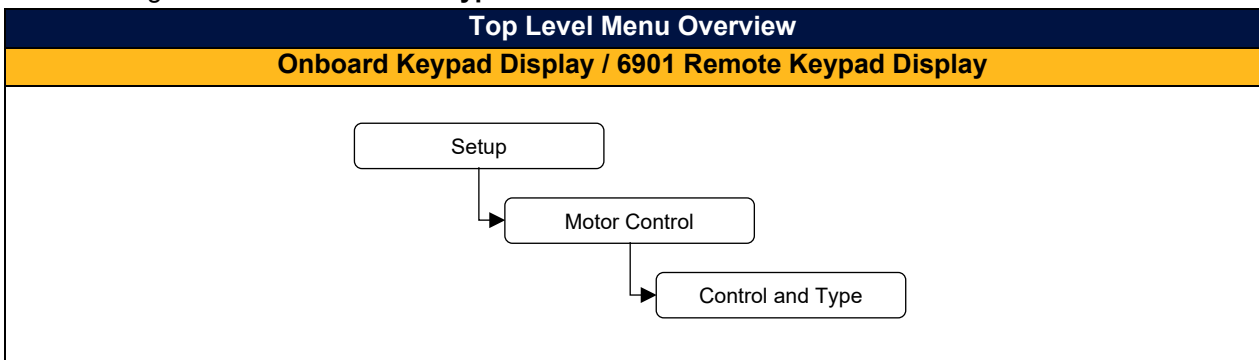 Top Level Menu Overview
Onboard Keypad Display / 6901 Remote Keypad Display
Setup
Motor Control
Control and Type